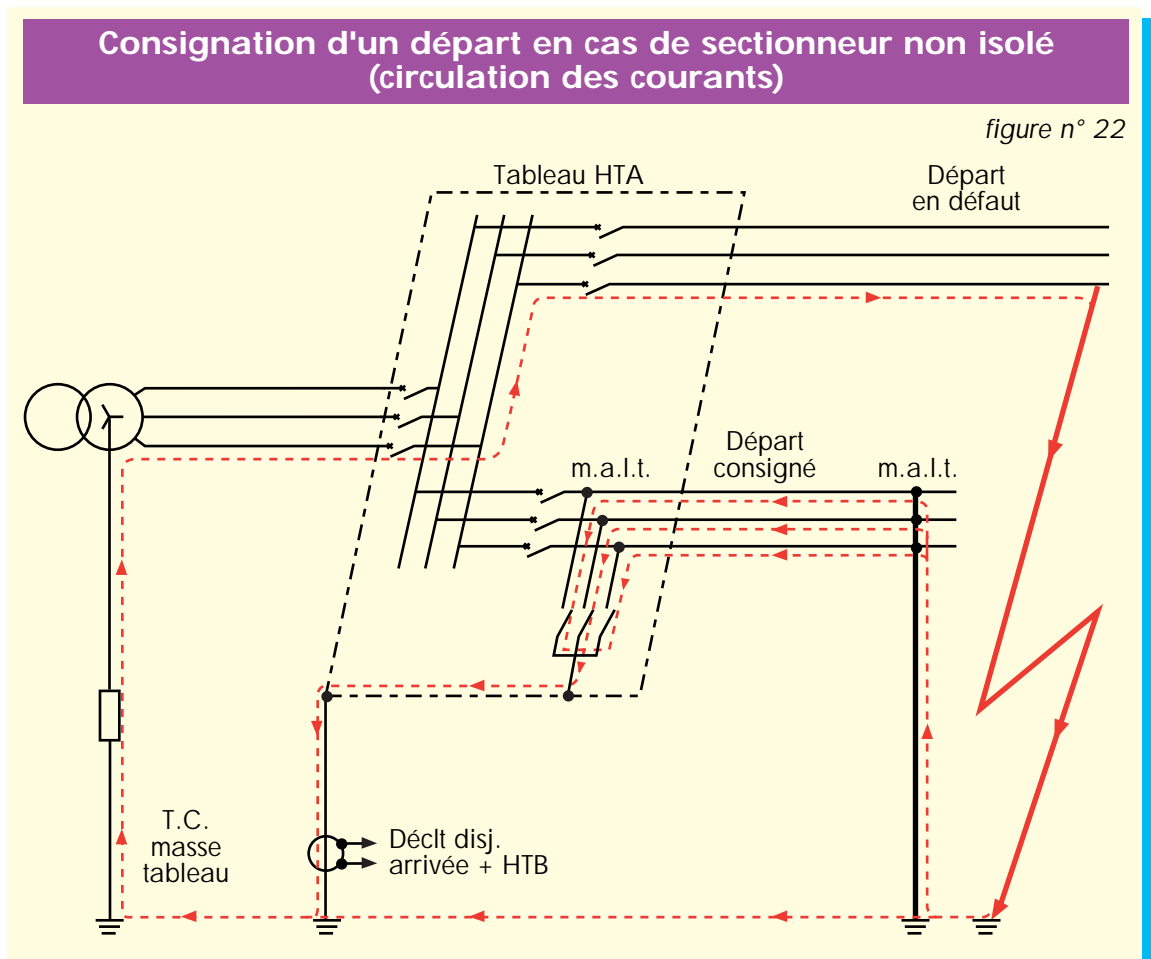 Consignation d'un départ en cas de sectionneur non isolé
(circulation des courants)
figure n° 22
Tableau HTA
Départ
en défaut
Départ
consigné
m.a.l.t.
m.a.l.t.
T.C.
masse
tableau
Déclt disj.
arrivée + HTB